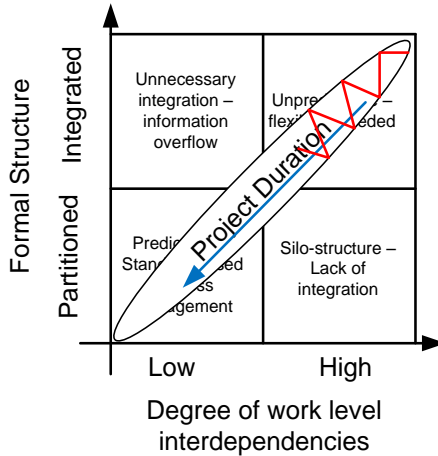 Formal Structure
Integrated
Partitioned
Unnecessary
integration –
information
overflow
Project Duration
Silo-structure –
Lack of
integration
Low
High
Degree of work level
interdependencies